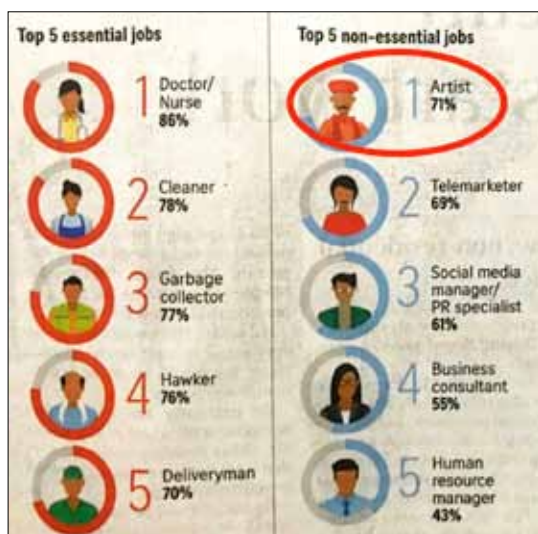 Top 5 essential jobs
1 Doctor/
Nurse
86%
2 Cleaner
78%
3 Garbage
collector
77%
4 Hawker
76%
5 Deliveryman
70%
Top 5 non-essential jobs
1 Artist
71%
2 Telemarketer
69%
3 Social media
manager/
PR specialist
61%
4 Business
consultant
55%
5 Human
resource
manager
43%